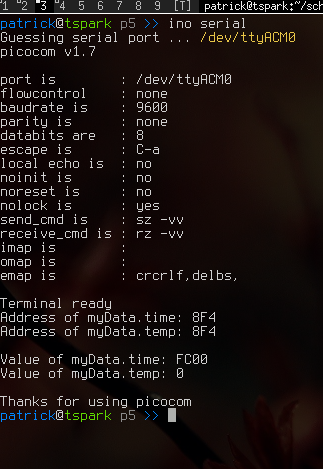 1 2 3 4 5 6 7 8 9 [T] patrick@tspark:~/sch
patrick@tspark p5 >> ino serial
Guessing serial port ... /dev/ttyACM0
picocom v1.7
port is : /dev/ttyACM0
flowcontrol : none
baudrate is : 9600
parity is : none
databits are : 8
escape is : C-a
local echo is : no
noinit is : no
noreset is : no
nolock is : yes
send_cmd is : sz -vv
receive_cmd is : rz -vv
imap is :
omap is :
emap is : crcrlf,delbs,
Terminal ready
Address of myData.time: 8F4
Address of myData.temp: 8F4
Value of myData.time: FC00
Value of myData.temp: 0
Thanks for using picocom
patrick@tspark p5 >>